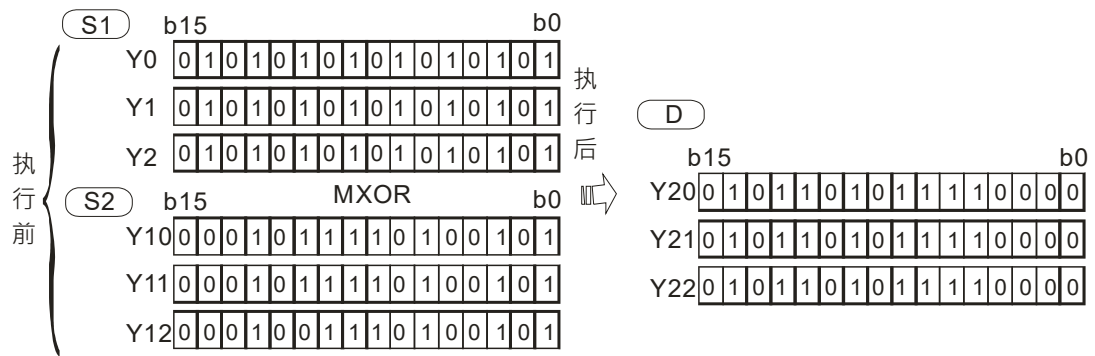 S1 b15 b0
Y0 0 1 0 1 0 1 0 1 0 1 0 1 0 1 0 1
Y1 0 1 0 1 0 1 0 1 0 1 0 1 0 1 0 1
Y2 0 1 0 1 0 1 0 1 0 1 0 1 0 1 0 1
执行前
S2 b15 MXOR b0
Y10 0 0 0 1 0 1 1 1 1 0 1 0 0 1 0 1
Y11 0 0 0 1 0 1 1 1 1 0 1 0 0 1 0 1
Y12 0 0 0 1 0 0 1 1 1 0 1 0 0 1 0 1
执行后
D
b15 b0
Y20 0 1 0 1 1 0 1 0 1 1 1 1 0 0 0 0
Y21 0 1 0 1 1 0 1 0 1 1 1 1 0 0 0 0
Y22 0 1 0 1 1 0 1 0 1 1 1 1 0 0 0 0